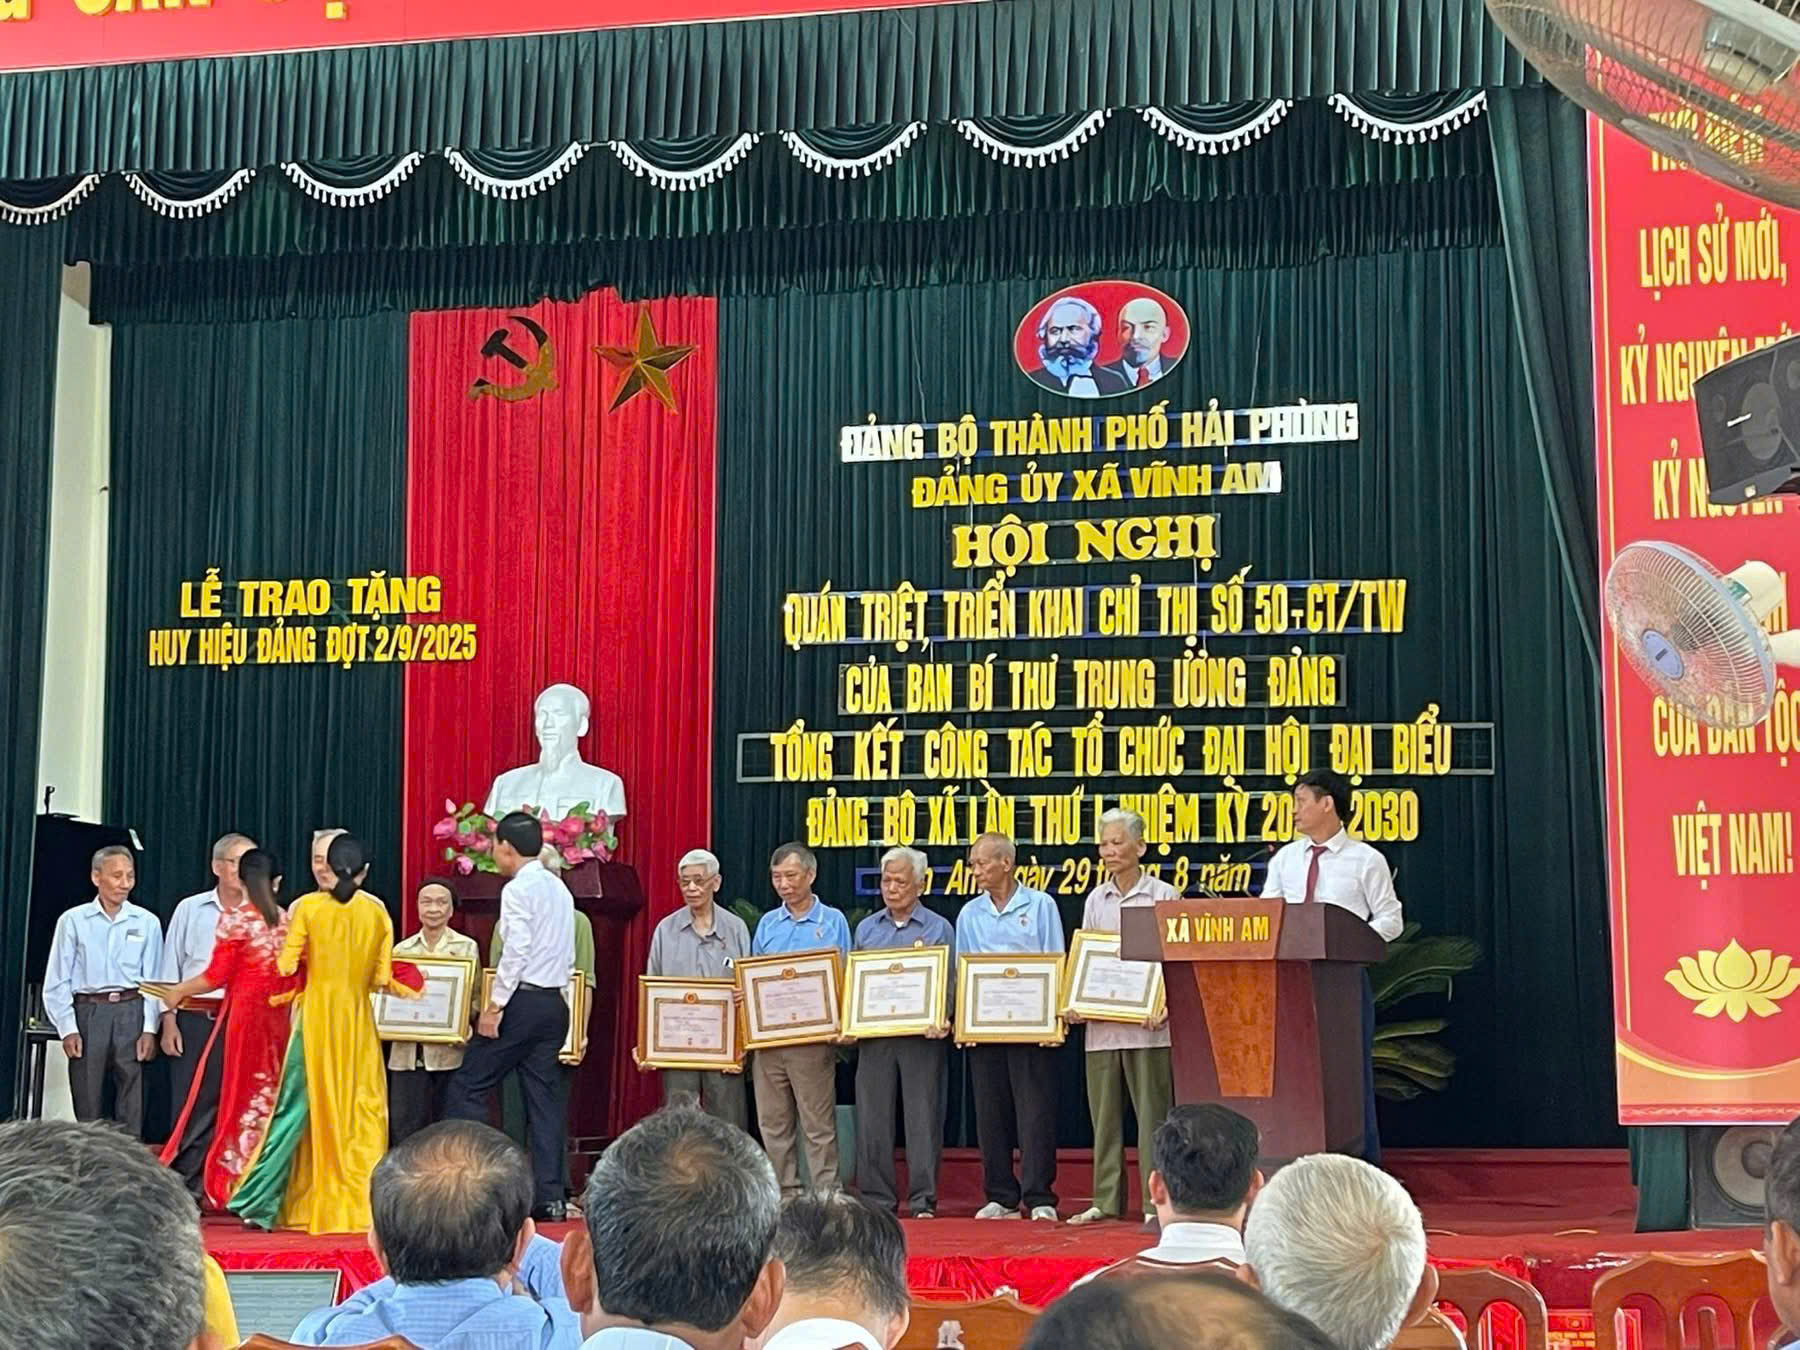 LỄ TRAO TẶNG
HUY HIỆU ĐẢNG ĐỢT 2/9/2025
ĐẢNG BỘ THÀNH PHỐ HẢI PHÒNG
ĐẢNG ỦY XÃ VĨNH AM
HỘI NGHỊ
QUÁN TRIỆT, TRIỂN KHAI CHỈ THỊ SỐ 50-CT/TW
CỦA BAN BÍ THƯ TRUNG ƯƠNG ĐẢNG
TỔNG KẾT CÔNG TÁC TỔ CHỨC ĐẠI HỘI ĐẠI BIỂU
ĐẢNG BỘ XÃ LẦN THỨ I NHIỆM KỲ 2030
Am, ngày 29 tháng 8 năm
XÃ VĨNH AM
LỊCH SỬ MỚI,
KỶ NGUYÊN
KỶ
CỦA DÂN TỘC
VIỆT NAM!